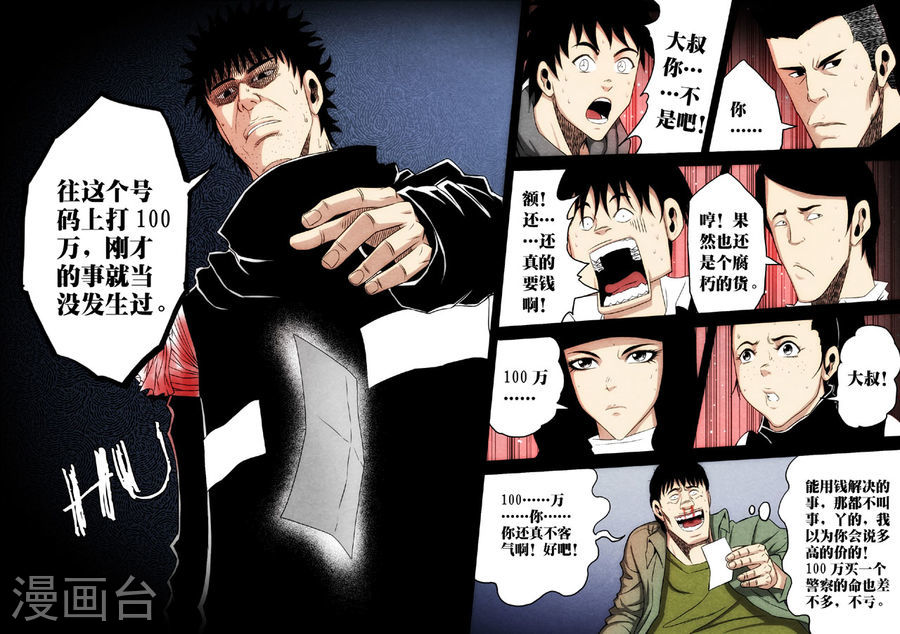 往这个号
码上打100
万，刚才
的事就当
没发生过。
HU
大叔
你……
……不
是吧！
你
……
额！
还……
……还
真的
要钱
啊！
哼！果
然也还
是个腐
朽的货。
100万
……
大叔！
100……万
……你……
你还真不客
气啊！好吧！
能用钱解决的
事，那都不叫
事，丫的，我
以为你会说多
高的价的！
100万买一个
警察的命也差
不多，不亏。
漫画台